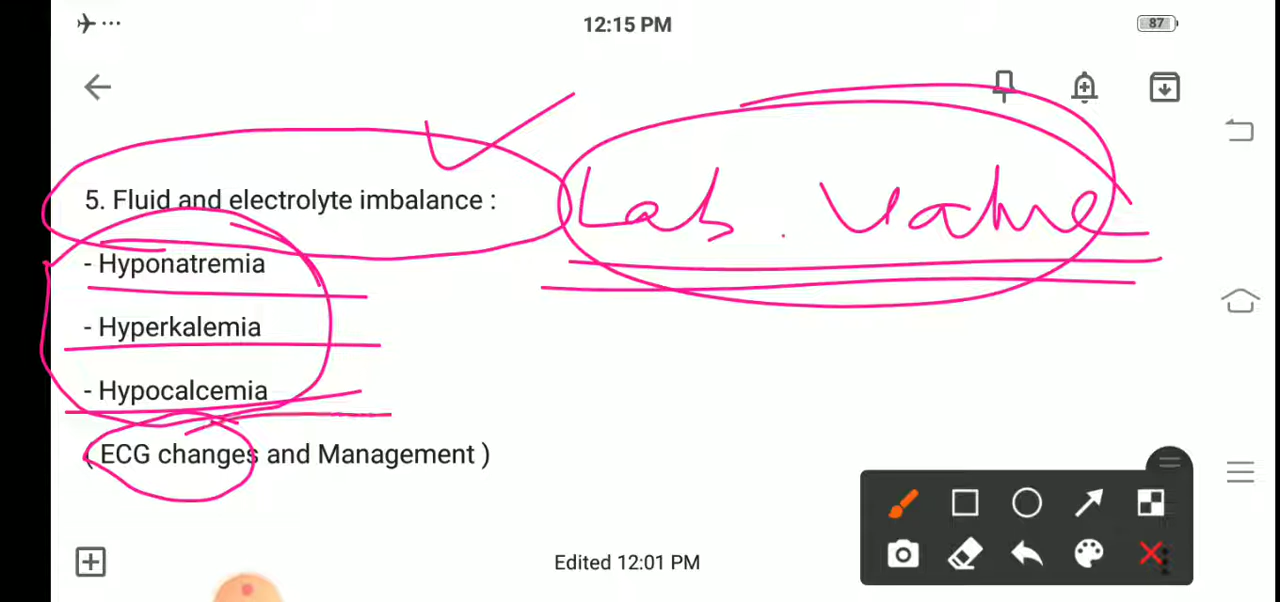 12:15 PM
87
5. Fluid and electrolyte imbalance :
Lab. Value
- Hyponatremia
- Hyperkalemia
- Hypocalcemia
( ECG changes and Management )
Edited 12:01 PM